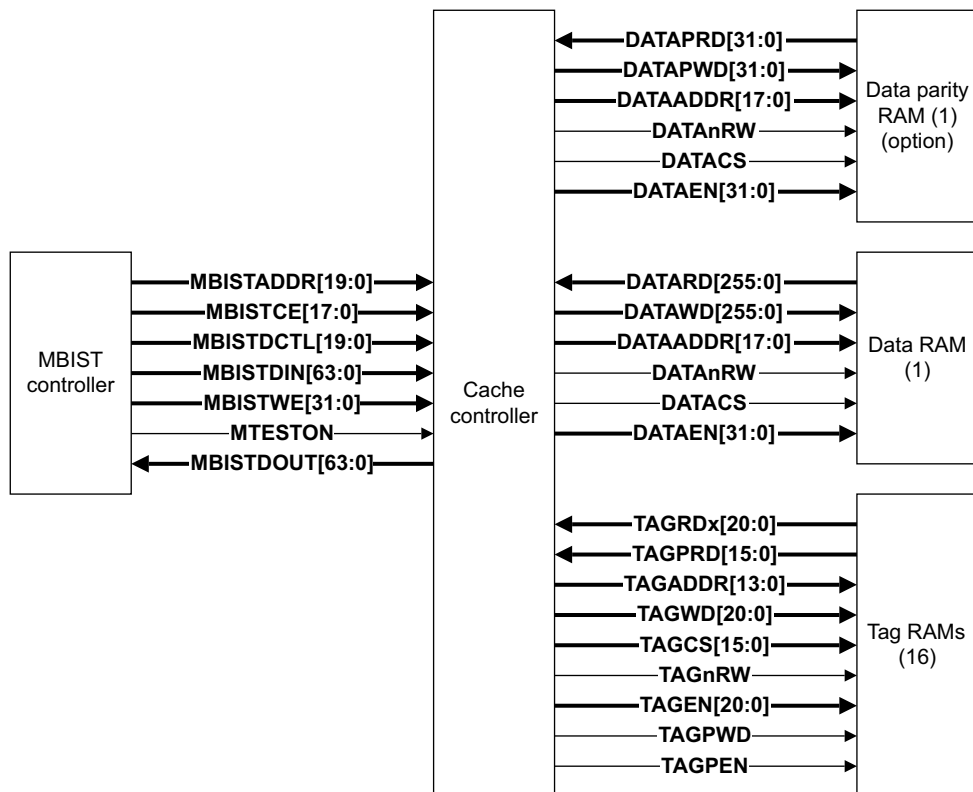 MBIST
controller
MBISTADDR[19:0]
MBISTCE[17:0]
MBISTDCTL[19:0]
MBISTDIN[63:0]
MBISTWE[31:0]
MTESTON
MBISTDOUT[63:0]
Cache
controller
DATAPRD[31:0]
DATAPWD[31:0]
DATAADDR[17:0]
DATAnRW
DATACS
DATAEN[31:0]
Data parity
RAM (1)
(option)
DATARD[255:0]
DATAWD[255:0]
DATAADDR[17:0]
DATAnRW
DATACS
DATAEN[31:0]
Data RAM
(1)
TAGRDx[20:0]
TAGPRD[15:0]
TAGADDR[13:0]
TAGWD[20:0]
TAGCS[15:0]
TAGnRW
TAGEN[20:0]
TAGPWD
TAGPEN
Tag RAMs
(16)